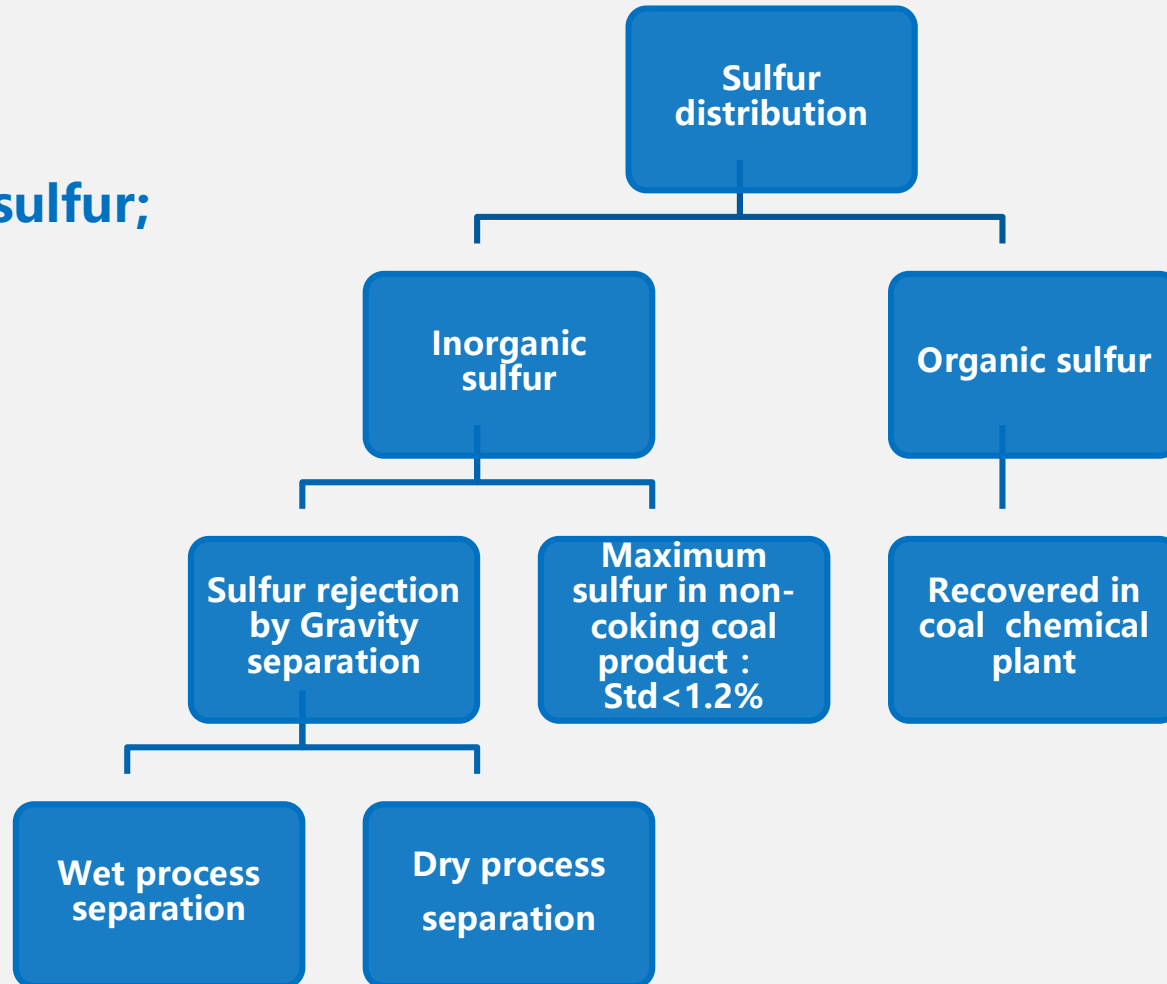 sulfur;
Sulfur
distribution
Inorganic
sulfur
Organic sulfur
Sulfur rejection
by Gravity
separation
Maximum
sulfur in non-
coking coal
product：
Std<1.2%
Recovered in
coal chemical
plant
Wet process
separation
Dry process
separation